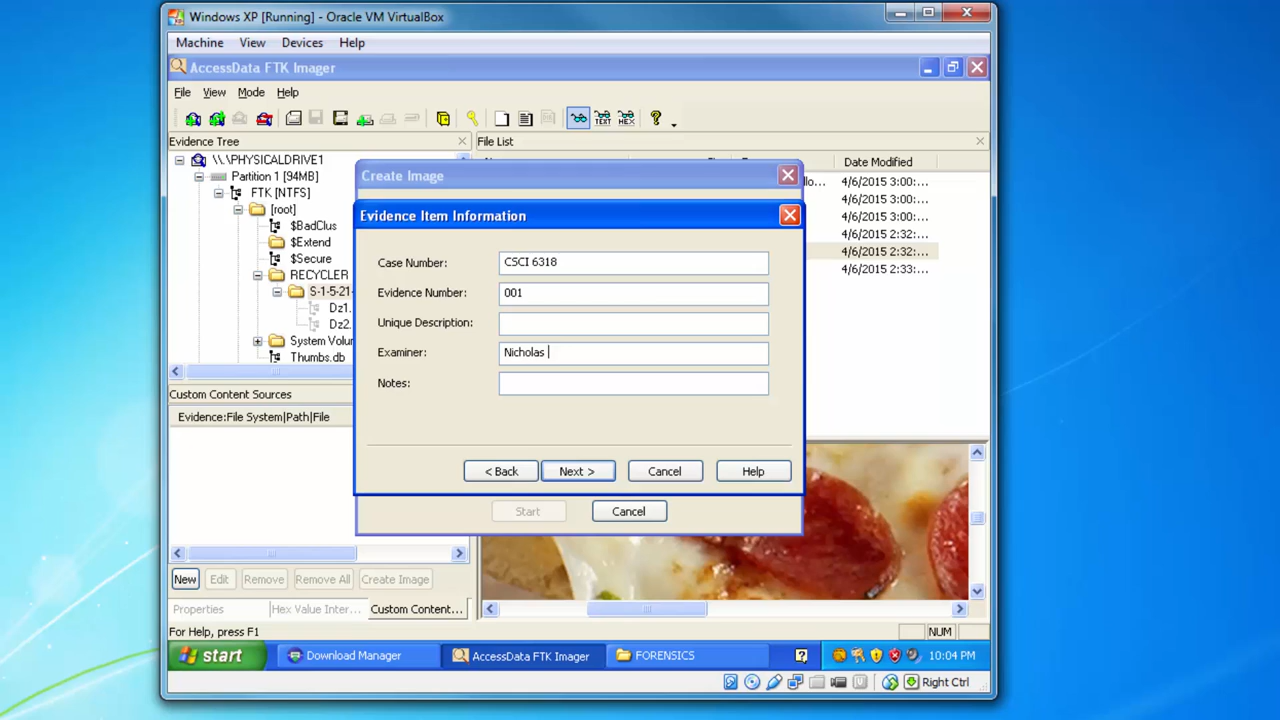 Windows XP [Running] - Oracle VM VirtualBox
Machine View Devices Help
AccessData FTK Imager
File View Mode Help
Evidence Tree
File List
\\.\PHYSICALDRIVE1
Partition 1 [94MB]
FTK [NTFS]
[root]
$BadClus
$Extend
$Secure
RECYCLER
S-1-5-21-
Dz1.
Dz2.
System Volum
Thumbs.db
Date Modified
4/6/2015 3:00:...
4/6/2015 3:00:...
4/6/2015 3:00:...
4/6/2015 2:32:...
4/6/2015 2:32:...
4/6/2015 2:33:...
Create Image
Evidence Item Information
Case Number: CSCI 6318
Evidence Number: 001
Unique Description:
Examiner: Nicholas
Notes:
< Back Next > Cancel Help
Start Cancel
Custom Content Sources
Evidence:File System|Path|File
New Edit Remove Remove All Create Image
Properties Hex Value Inter... Custom Content...
For Help, press F1
NUM
start Download Manager AccessData FTK Imager FORENSICS 10:04 PM
Right Ctrl